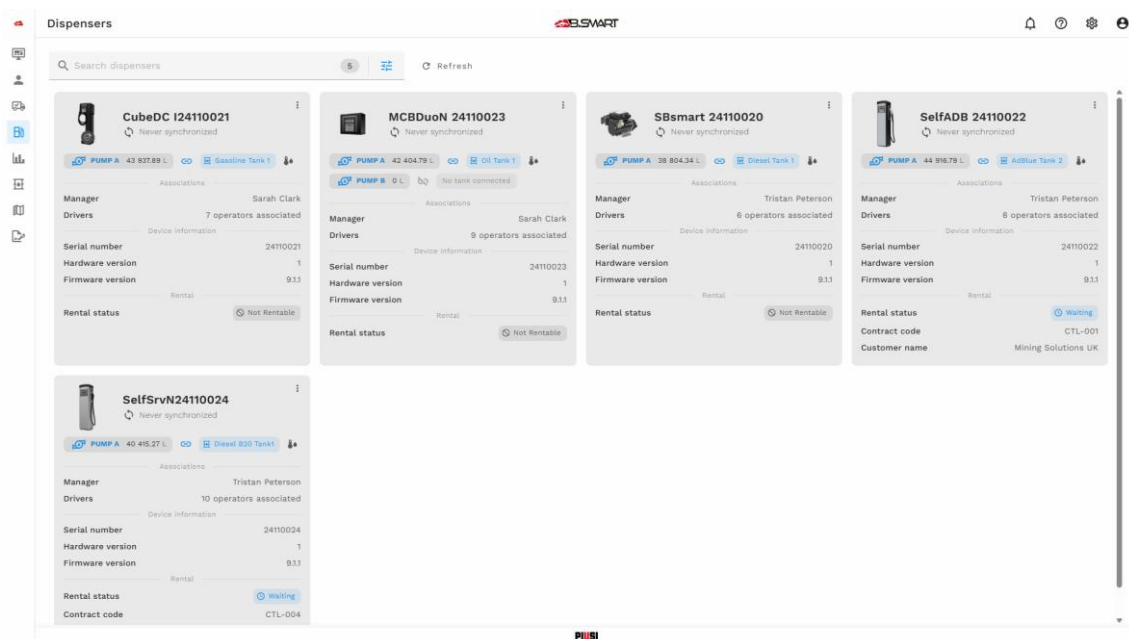 Dispensers
B.SMART
Search dispensers
5
Refresh
CubeDC I24110021
Never synchronized
PUMP A 43 937.89 L
Gasoline Tank 1
Associations
Manager Sarah Clark
Drivers 7 operators associated
Device information
Serial number 24110021
Hardware version 1
Firmware version 9.1.1
Rental
Rental status Not Rentable
MCBDuoN 24110023
Never synchronized
PUMP A 42 404.79 L
Oil Tank 1
PUMP B 0 L
No tank connected
Associations
Manager Sarah Clark
Drivers 9 operators associated
Device information
Serial number 24110023
Hardware version 1
Firmware version 9.1.1
Rental
Rental status Not Rentable
SBsmart 24110020
Never synchronized
PUMP A 38 804.34 L
Diesel Tank 1
Associations
Manager Tristan Peterson
Drivers 6 operators associated
Device information
Serial number 24110020
Hardware version 1
Firmware version 9.1.1
Rental
Rental status Not Rentable
SelfADB 24110022
Never synchronized
PUMP A 44 916.79 L
AdBlue Tank 2
Associations
Manager Tristan Peterson
Drivers 6 operators associated
Device information
Serial number 24110022
Hardware version 1
Firmware version 9.1.1
Rental
Rental status Waiting
Contract code CTL-001
Customer name Mining Solutions UK
SelfSrvN24110024
Never synchronized
PUMP A 40 415.27 L
Diesel B20 Tank1
Associations
Manager Tristan Peterson
Drivers 10 operators associated
Device information
Serial number 24110024
Hardware version 1
Firmware version 9.1.1
Rental
Rental status Waiting
Contract code CTL-004
PIUSI